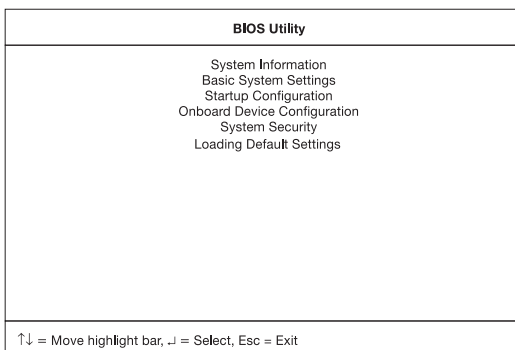 BIOS Utility
System Information
Basic System Settings
Startup Configuration
Onboard Device Configuration
System Security
Loading Default Settings
↑↓ = Move highlight bar, ↵ = Select, Esc = Exit